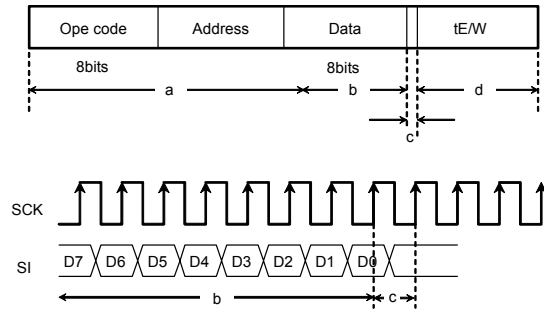 Ope code Address Data tE/W
8bits 8bits
a b d
c
SCK
SI D7 D6 D5 D4 D3 D2 D1 D0
b c